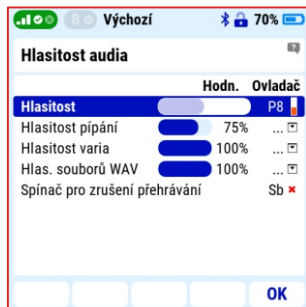 B Výchozí 70%
Hlasitost audia
Hodn. Ovladač
Hlasitost P8
Hlasitost pípání 75% ...
Hlasitost varia 100% ...
Hlas. souborů WAV 100% ...
Spínač pro zrušení přehrávání Sb
OK